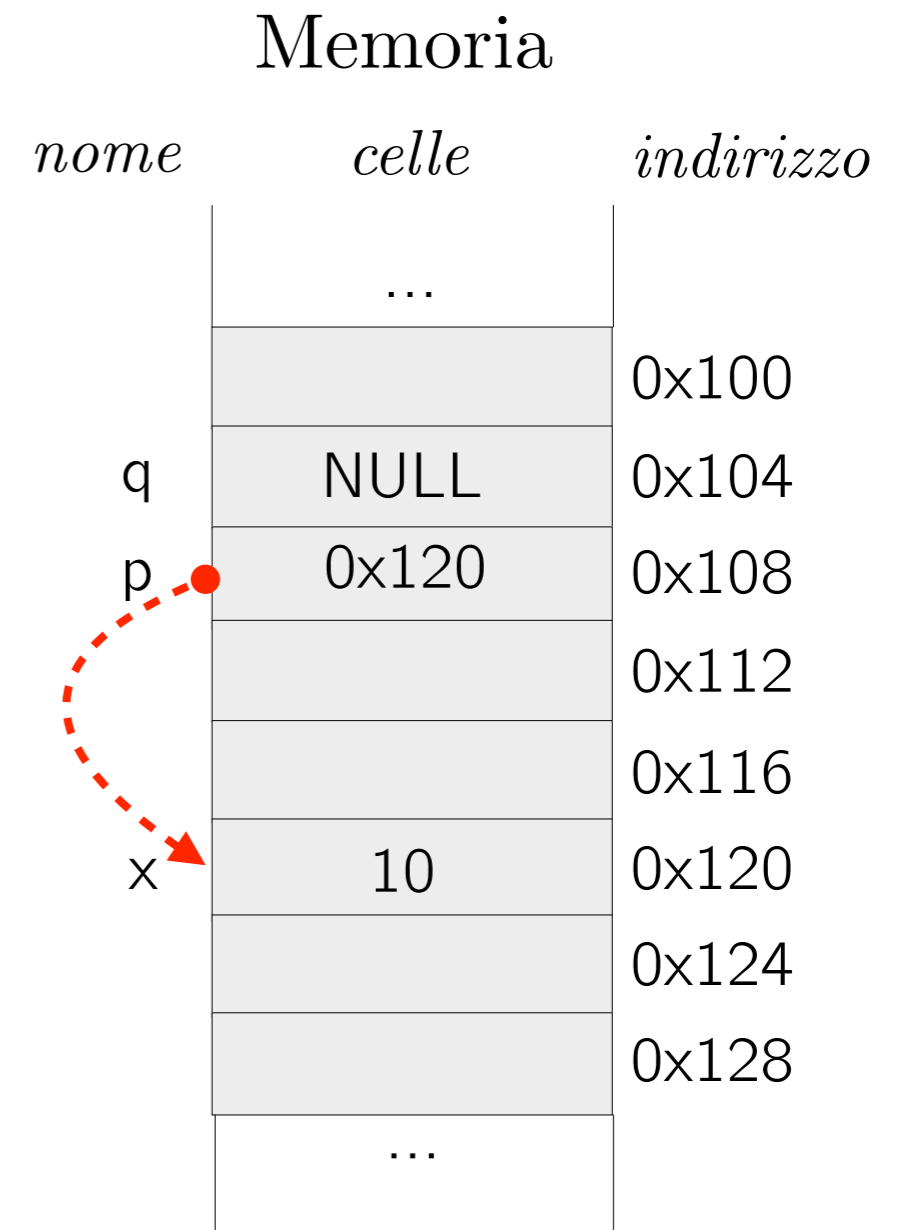 Memoria
nome celle indirizzo
...
0x100
q NULL 0x104
p 0x120 0x108
0x112
0x116
x 10 0x120
0x124
0x128
...